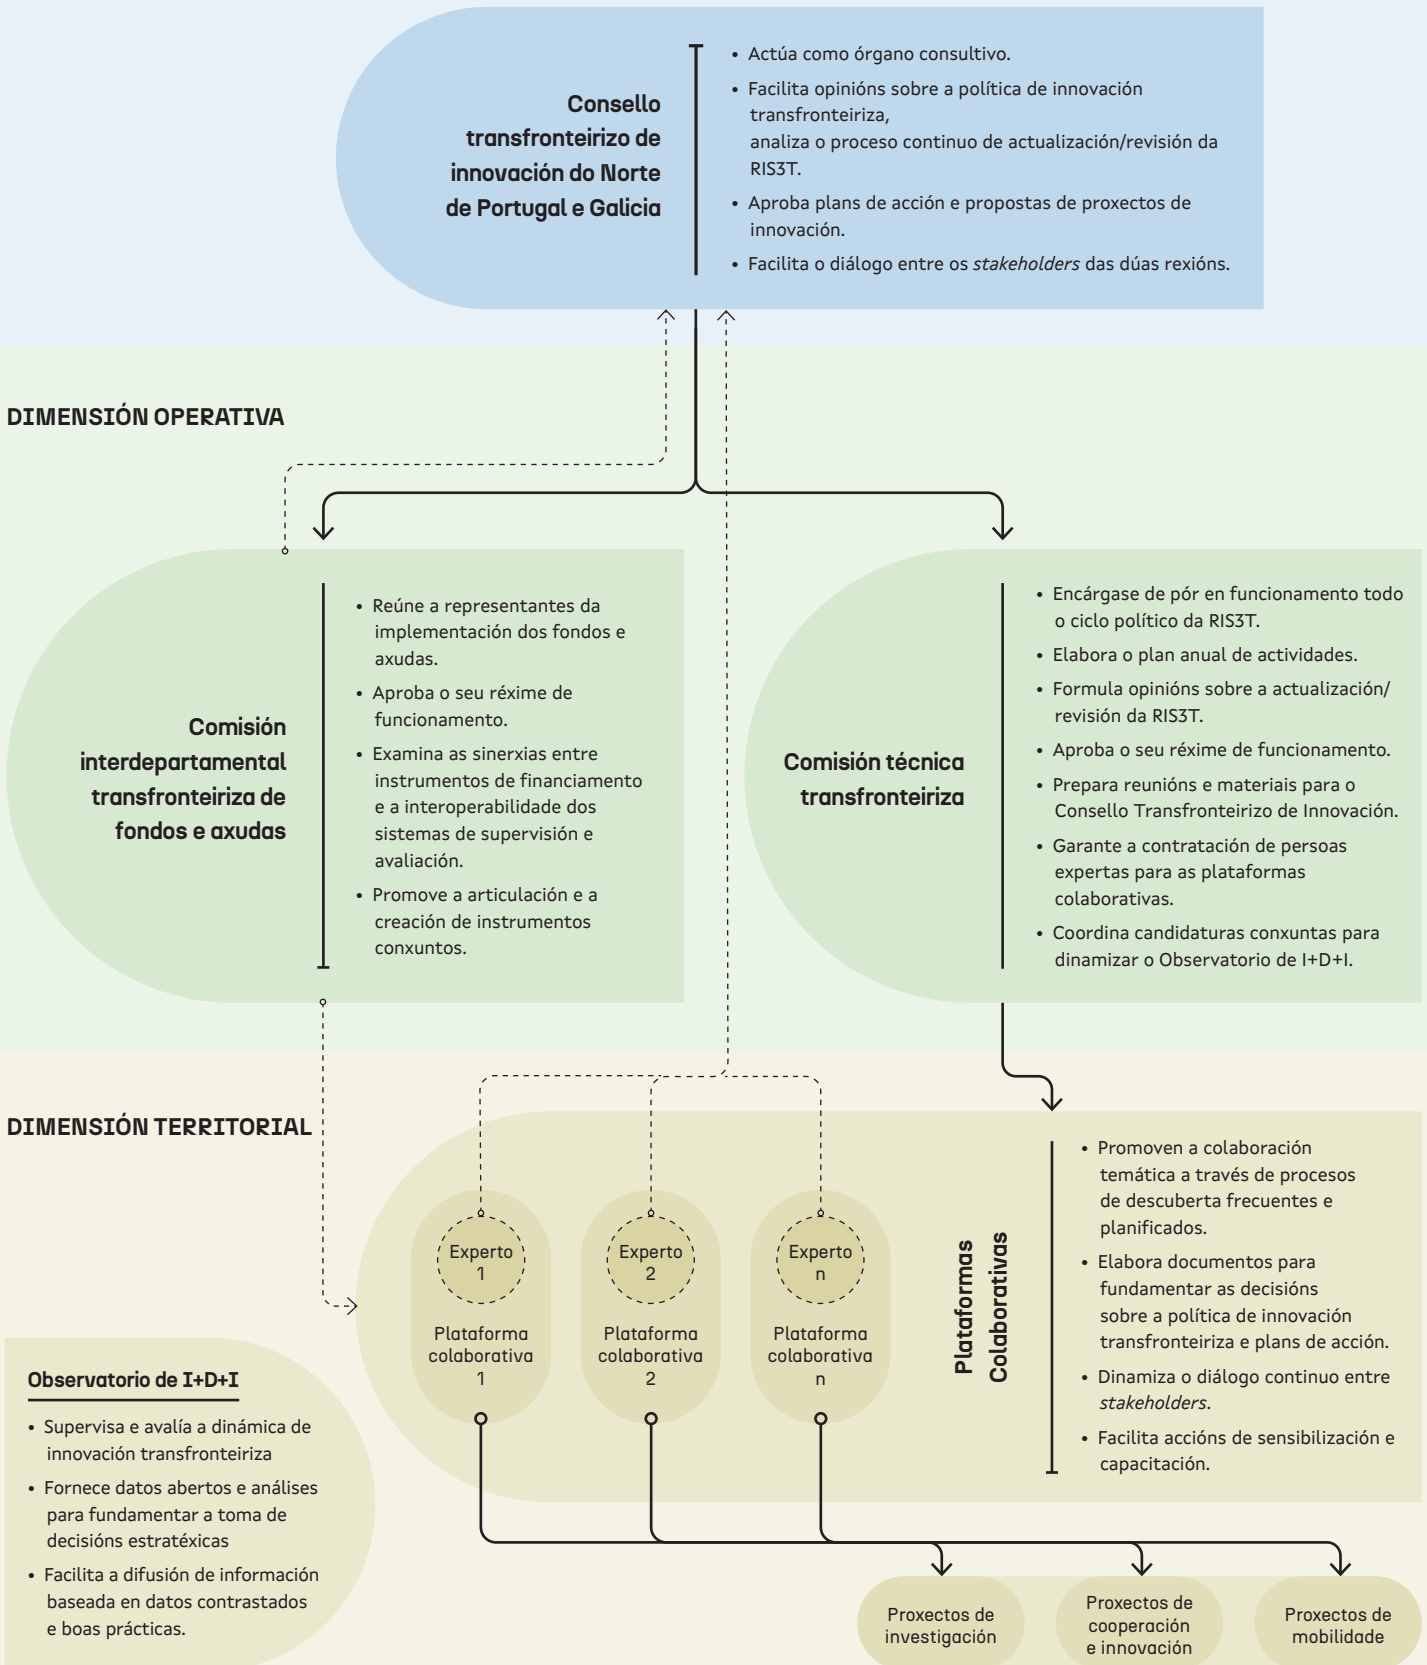 Consello
transfronteirizo de
innovación do Norte
de Portugal e Galicia
• Actúa como órgano consultivo.
• Facilita opinións sobre a política de innovación
transfronteiriza,
analiza o proceso continuo de actualización/revisión da
RIS3T.
• Aproba plans de acción e propostas de proxectos de
innovación.
• Facilita o diálogo entre os stakeholders das dúas rexións.
DIMENSIÓN OPERATIVA
Comisión
interdepartamental
transfronteiriza de
fondos e axudas
• Reúne a representantes da
implementación dos fondos e
axudas.
• Aproba o seu réxime de
funcionamento.
• Examina as sinerxias entre
instrumentos de financiamento
e a interoperabilidade dos
sistemas de supervisión e
avaliación.
• Promove a articulación e a
creación de instrumentos
conxuntos.
Comisión técnica
transfronteiriza
• Encárgase de pór en funcionamento todo
o ciclo político da RIS3T.
• Elabora o plan anual de actividades.
• Formula opinións sobre a actualización/
revisión da RIS3T.
• Aproba o seu réxime de funcionamento.
• Prepara reunións e materiais para o
Consello Transfronteirizo de Innovación.
• Garante a contratación de persoas
expertas para as plataformas
colaborativas.
• Coordina candidaturas conxuntas para
dinamizar o Observatorio de I+D+I.
DIMENSIÓN TERRITORIAL
Experto
1
Plataforma
colaborativa
1
Experto
2
Plataforma
colaborativa
2
Experto
n
Plataforma
colaborativa
n
Plataformas
Colaborativas
• Promoven a colaboración
temática a través de procesos
de descuberta frecuentes e
planificados.
• Elabora documentos para
fundamentar as decisións
sobre a política de innovación
transfronteiriza e plans de acción.
• Dinamiza o diálogo continuo entre
stakeholders.
• Facilita accións de sensibilización e
capacitación.
Observatorio de I+D+I
• Supervisa e avalía a dinámica de
innovación transfronteiriza
• Fornece datos abertos e análises
para fundamentar a toma de
decisións estratéxicas
• Facilita a difusión de información
baseada en datos contrastados
e boas prácticas.
Proxectos de
investigación
Proxectos de
cooperación
e innovación
Proxectos de
mobilidade